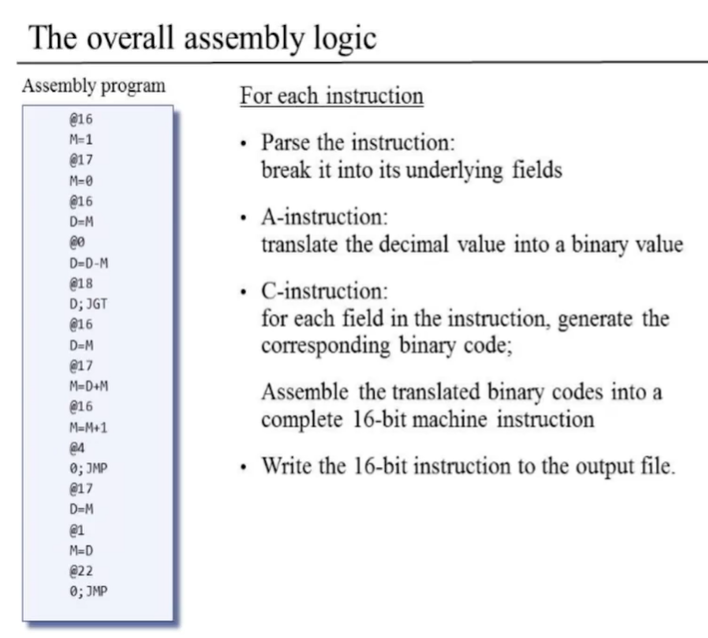 The overall assembly logic
Assembly program
@16
M=1
@17
M=0
@16
D=M
@0
D=D-M
@18
D;JGT
@16
D=M
@17
M=D+M
@16
M=M+1
@4
0;JMP
@17
D=M
@1
M=D
@22
0;JMP
For each instruction
• Parse the instruction:
break it into its underlying fields
• A-instruction:
translate the decimal value into a binary value
• C-instruction:
for each field in the instruction, generate the
corresponding binary code;
Assemble the translated binary codes into a
complete 16-bit machine instruction
• Write the 16-bit instruction to the output file.